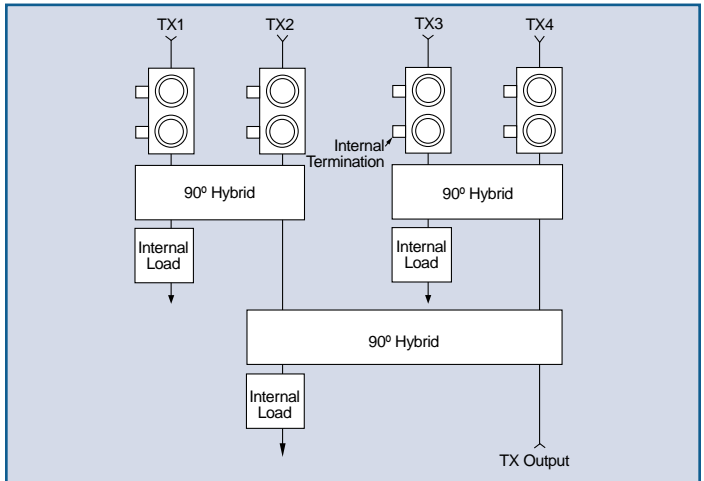 TX1
TX2
TX3
TX4
Internal
Termination
90º Hybrid
90º Hybrid
Internal
Load
Internal
Load
90º Hybrid
Internal
Load
TX Output